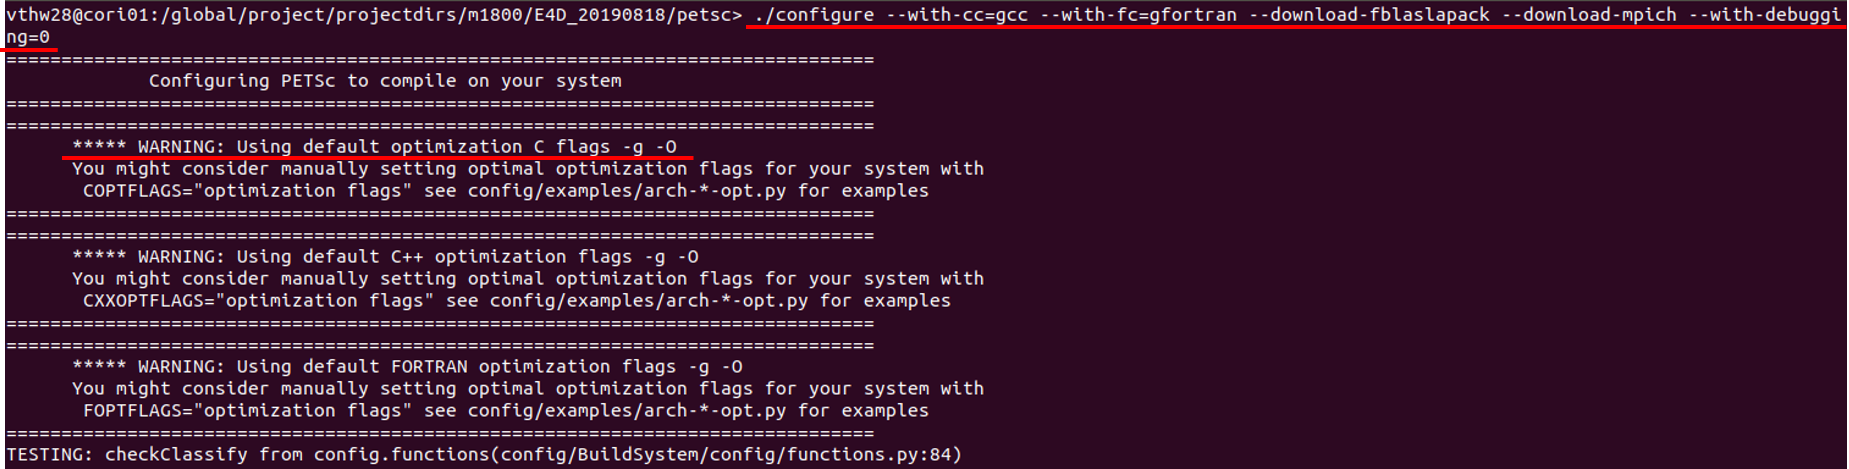 vthw28@cori01:/global/project/projectdirs/m1800/E4D_20190818/petsc> ./configure --with-cc=gcc --with-fc=gfortran --download-fblaslapack --download-mpich --with-debuggi
ng=0
===============================================================================
             Configuring PETSc to compile on your system
===============================================================================
===============================================================================
      ***** WARNING: Using default optimization C flags -g -O
      You might consider manually setting optimal optimization flags for your system with
       COPTFLAGS="optimization flags" see config/examples/arch-*-opt.py for examples
===============================================================================
===============================================================================
      ***** WARNING: Using default C++ optimization flags -g -O
      You might consider manually setting optimal optimization flags for your system with
       CXXOPTFLAGS="optimization flags" see config/examples/arch-*-opt.py for examples
===============================================================================
===============================================================================
      ***** WARNING: Using default FORTRAN optimization flags -g -O
      You might consider manually setting optimal optimization flags for your system with
       FOPTFLAGS="optimization flags" see config/examples/arch-*-opt.py for examples
===============================================================================
TESTING: checkClassify from config.functions(config/BuildSystem/config/functions.py:84)